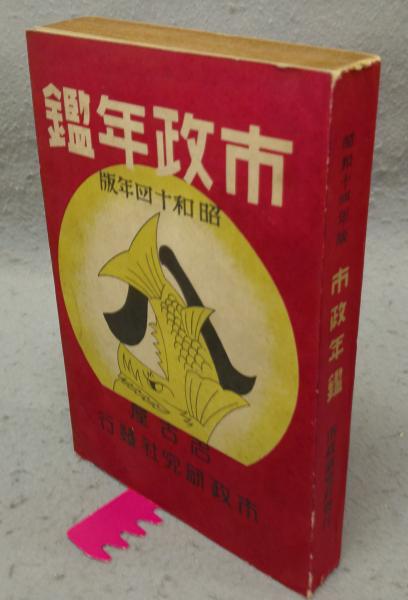 市政年鑑
昭和十四年版
名古屋
市政研究社發行
昭和十四年版
市政年鑑